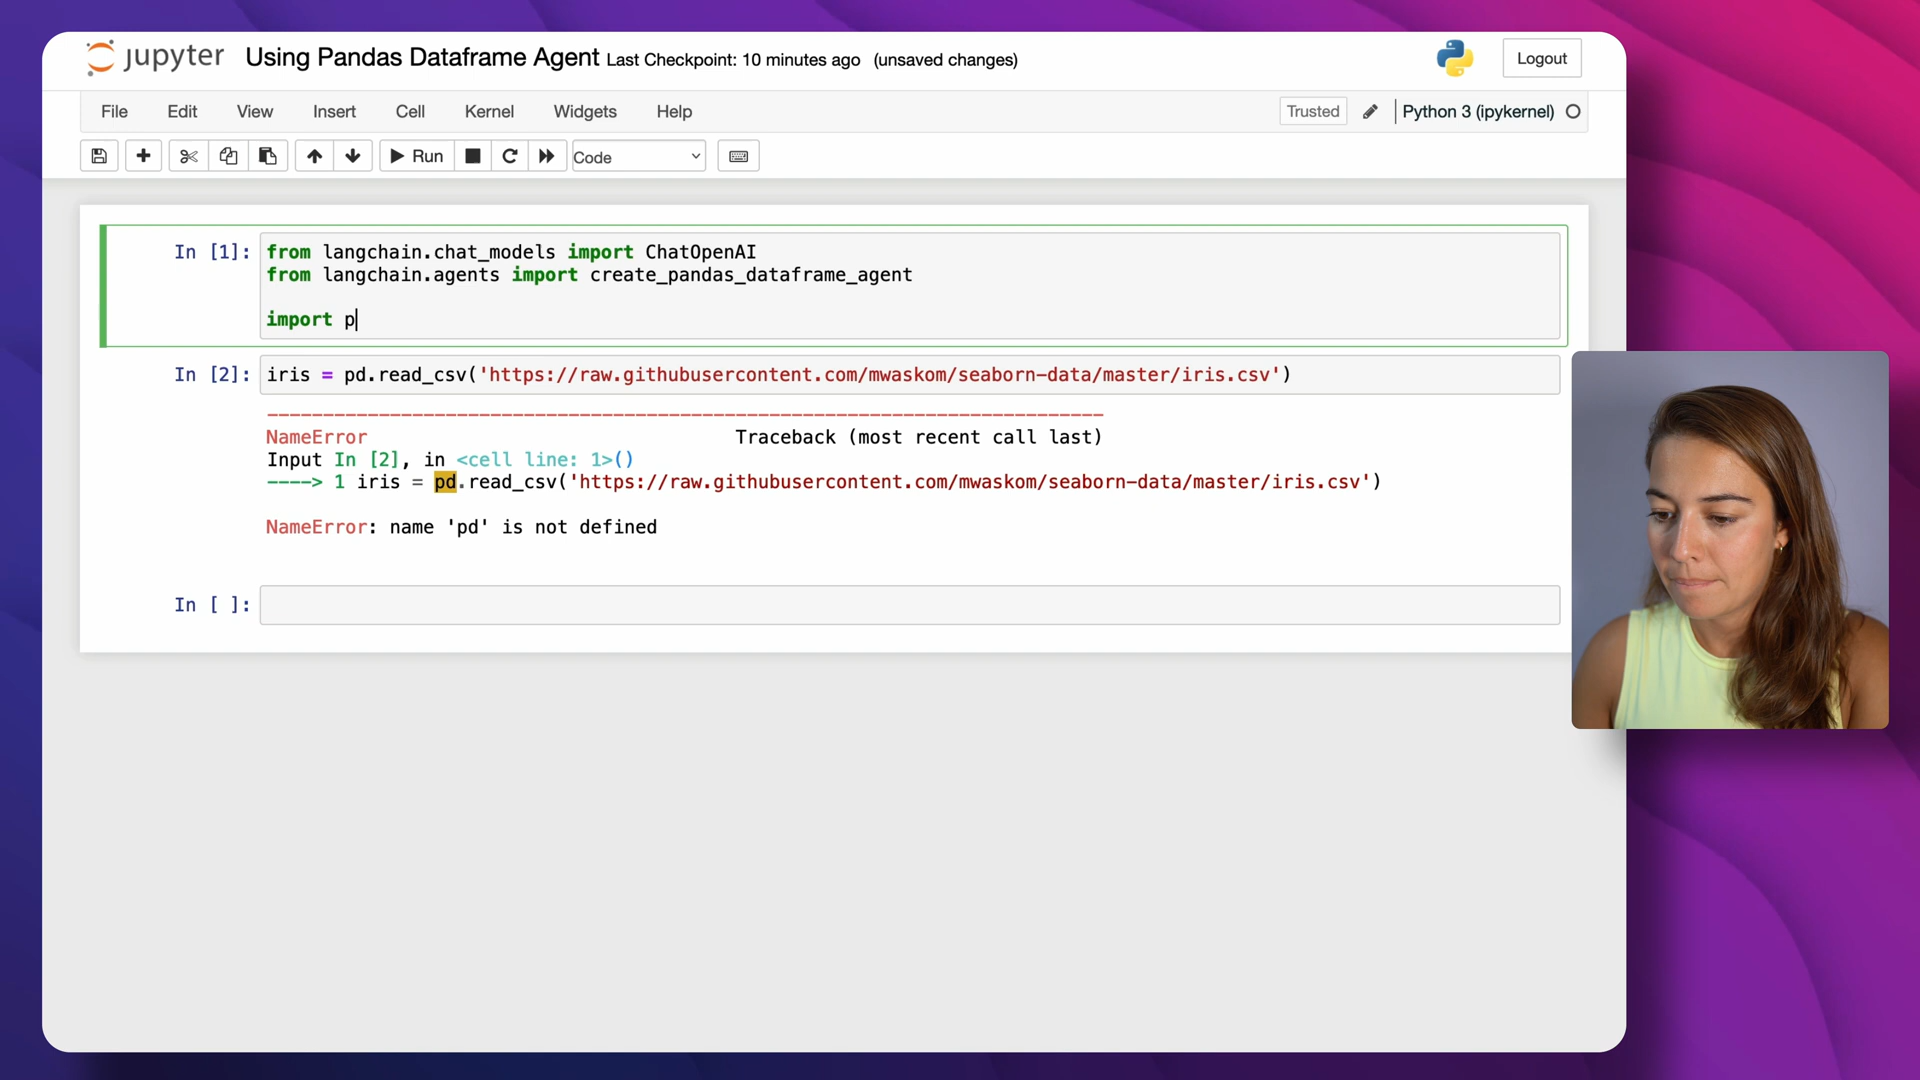 jupyter Using Pandas Dataframe Agent Last Checkpoint: 10 minutes ago (unsaved changes)
Logout
File Edit View Insert Cell Kernel Widgets Help
Trusted Python 3 (ipykernel)
Run Code
In [1]: from langchain.chat_models import ChatOpenAI
from langchain.agents import create_pandas_dataframe_agent
import p
In [2]: iris = pd.read_csv('https://raw.githubusercontent.com/mwaskom/seaborn-data/master/iris.csv')
---------------------------------------------------------------------------
NameError Traceback (most recent call last)
Input In [2], in <cell line: 1>()
----> 1 iris = pd.read_csv('https://raw.githubusercontent.com/mwaskom/seaborn-data/master/iris.csv')
NameError: name 'pd' is not defined
In [ ]: